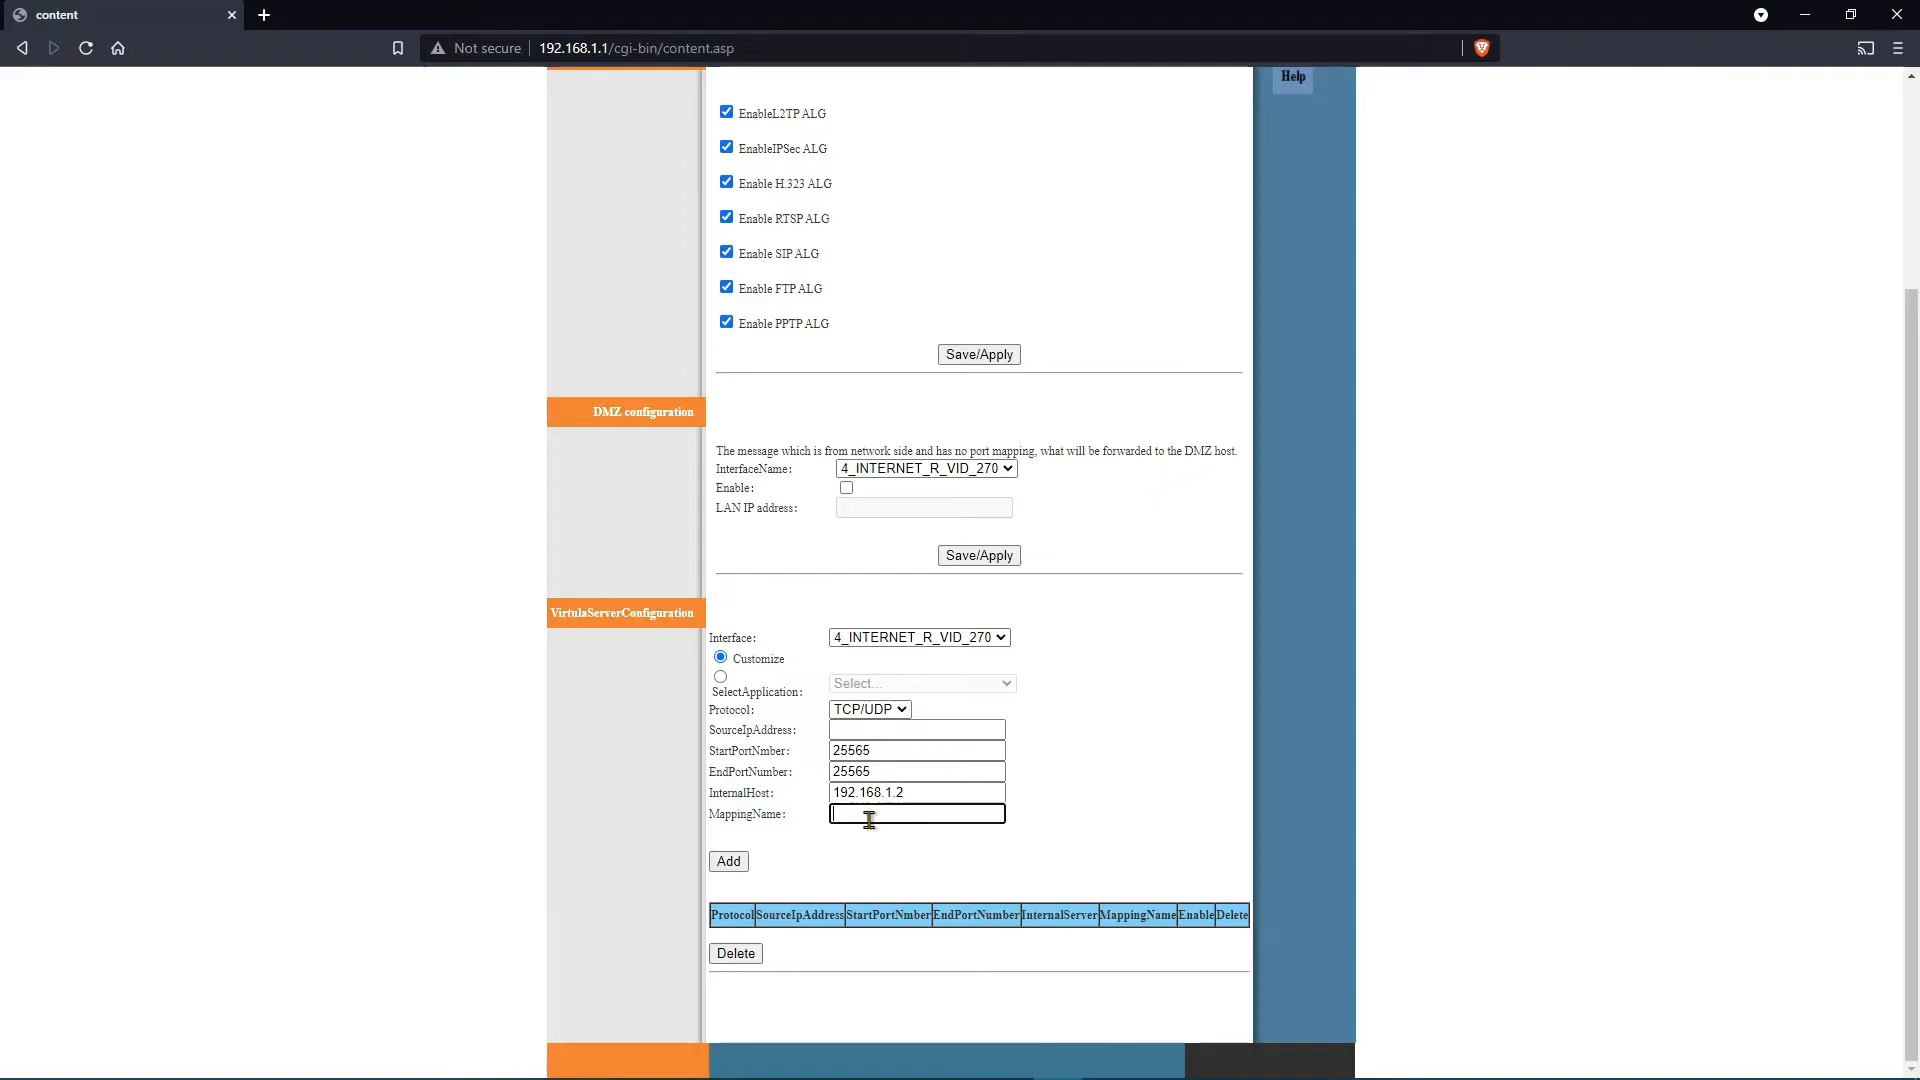 content
Not secure
192.168.1.1/cgi-bin/content.asp
Help
EnableL2TP ALG
EnableIPSec ALG
Enable H.323 ALG
Enable RTSP ALG
Enable SIP ALG
Enable FTP ALG
Enable PPTP ALG
Save/Apply
DMZ configuration
The message which is from network side and has no port mapping, what will be forwarded to the DMZ host.
InterfaceName: 4_INTERNET_R_VID_270
Enable:
LAN IP address:
Save/Apply
VirtulaServerConfiguration
Interface: 4_INTERNET_R_VID_270
Customize
Select...
SelectApplication:
Protocol: TCP/UDP
SourceIpAddress:
StartPortNmber: 25565
EndPortNumber: 25565
InternalHost: 192.168.1.2
MappingName:
Add
Protocol SourceIpAddress StartPortNmber EndPortNumber InternalServer MappingName Enable Delete
Delete